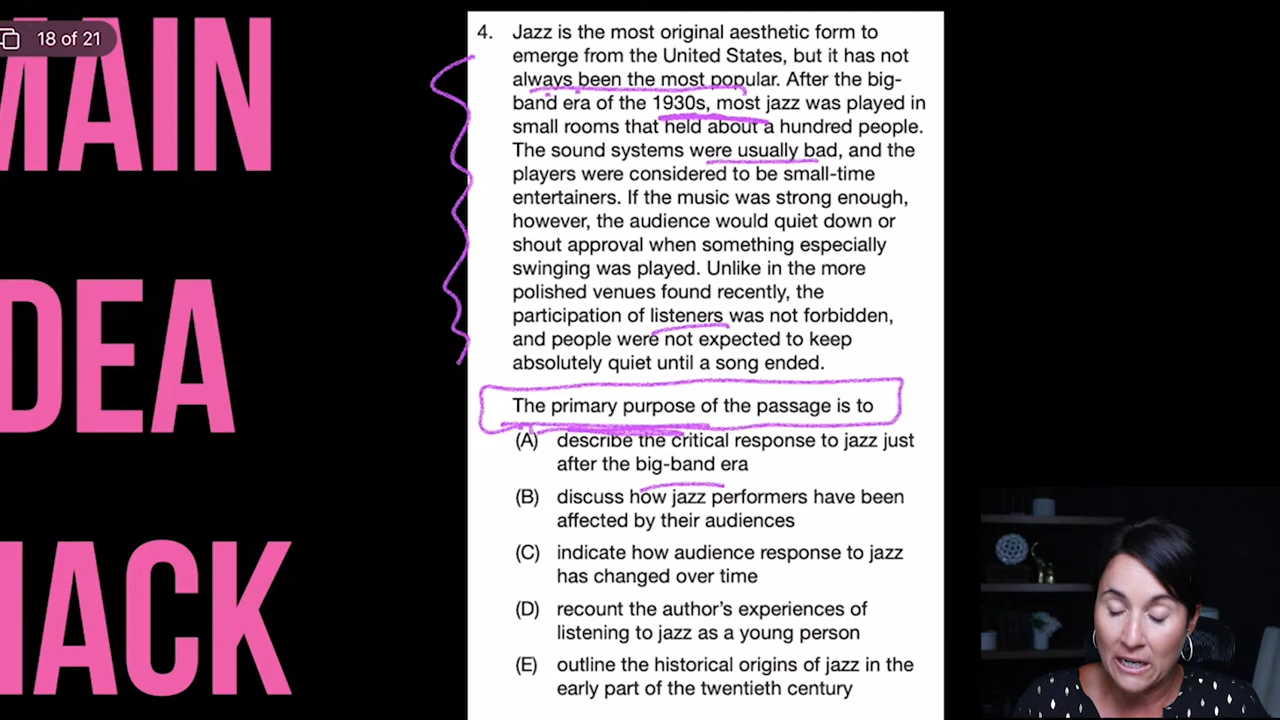 18 of 21
MAIN
IDEA
HACK
4. Jazz is the most original aesthetic form to
emerge from the United States, but it has not
always been the most popular. After the big-
band era of the 1930s, most jazz was played in
small rooms that held about a hundred people.
The sound systems were usually bad, and the
players were considered to be small-time
entertainers. If the music was strong enough,
however, the audience would quiet down or
shout approval when something especially
swinging was played. Unlike in the more
polished venues found recently, the
participation of listeners was not forbidden,
and people were not expected to keep
absolutely quiet until a song ended.
The primary purpose of the passage is to
(A) describe the critical response to jazz just
after the big-band era
(B) discuss how jazz performers have been
affected by their audiences
(C) indicate how audience response to jazz
has changed over time
(D) recount the author's experiences of
listening to jazz as a young person
(E) outline the historical origins of jazz in the
early part of the twentieth century